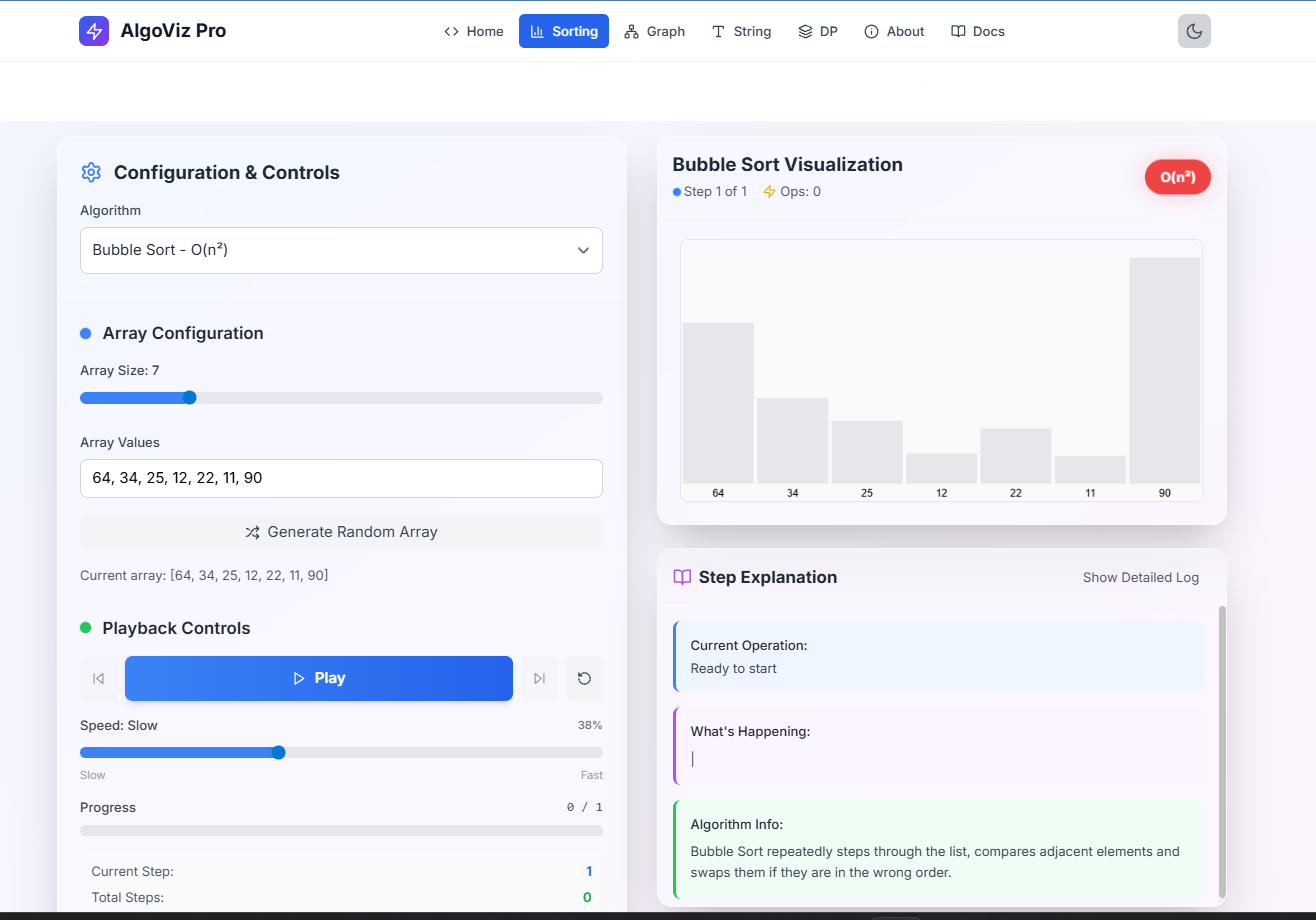 AlgoViz Pro
Home
Sorting
Graph
String
DP
About
Docs
Configuration & Controls
Algorithm
Bubble Sort - O(n²)
Array Configuration
Array Size: 7
Array Values
64, 34, 25, 12, 22, 11, 90
Generate Random Array
Current array: [64, 34, 25, 12, 22, 11, 90]
Playback Controls
Play
Speed: Slow
38%
Slow
Fast
Progress
0 / 1
Current Step:
1
Total Steps:
0
Bubble Sort Visualization
Step 1 of 1
Ops: 0
O(n²)
64 34 25 12 22 11 90
Step Explanation
Show Detailed Log
Current Operation:
Ready to start
What's Happening:
Algorithm Info:
Bubble Sort repeatedly steps through the list, compares adjacent elements and
swaps them if they are in the wrong order.